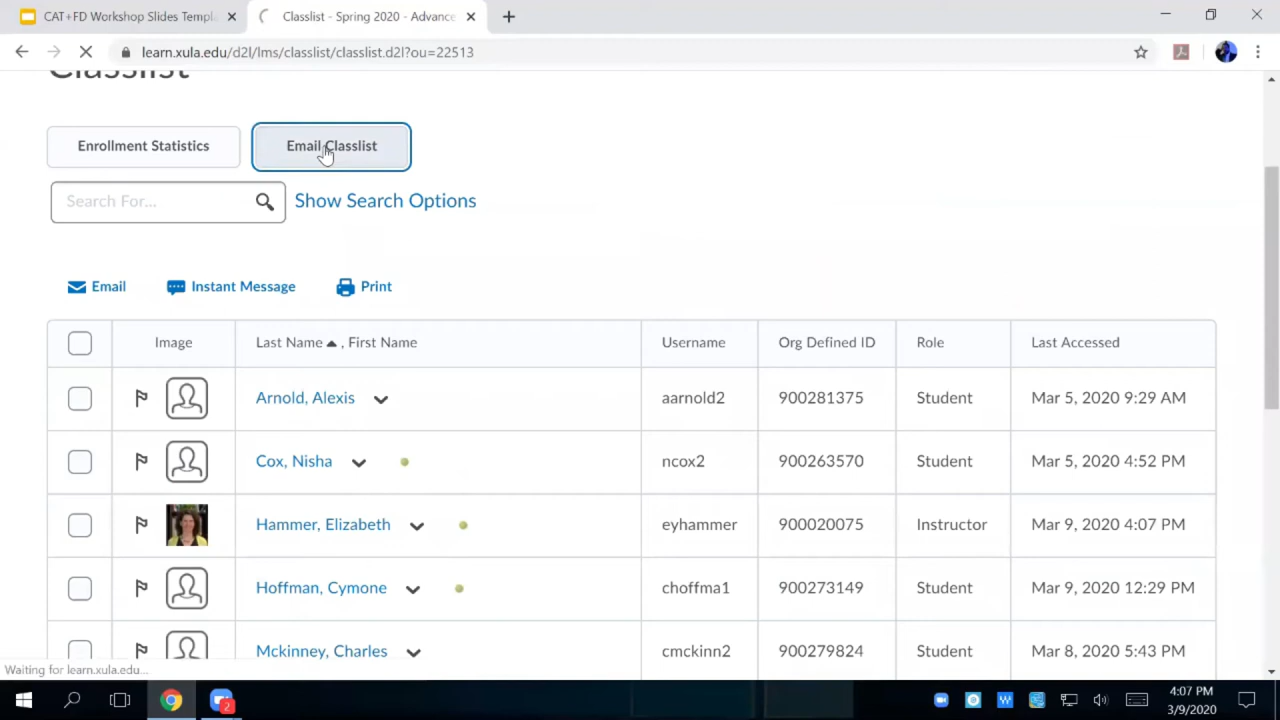 CAT+FD Workshop Slides Templ
Classlist - Spring 2020 - Advance
learn.xula.edu/d2l/lms/classlist/classlist.d2l?ou=22513
Classlist
Enrollment Statistics
Email Classlist
Search For...
Show Search Options
Email
Instant Message
Print
Image Last Name , First Name Username Org Defined ID Role Last Accessed
Arnold, Alexis aarnold2 900281375 Student Mar 5, 2020 9:29 AM
Cox, Nisha ncox2 900263570 Student Mar 5, 2020 4:52 PM
Hammer, Elizabeth eyhammer 900020075 Instructor Mar 9, 2020 4:07 PM
Hoffman, Cymone choffma1 900273149 Student Mar 9, 2020 12:29 PM
Mckinney, Charles cmckinn2 900279824 Student Mar 8, 2020 5:43 PM
Waiting for learn.xula.edu...
2
W
4:07 PM
3/9/2020